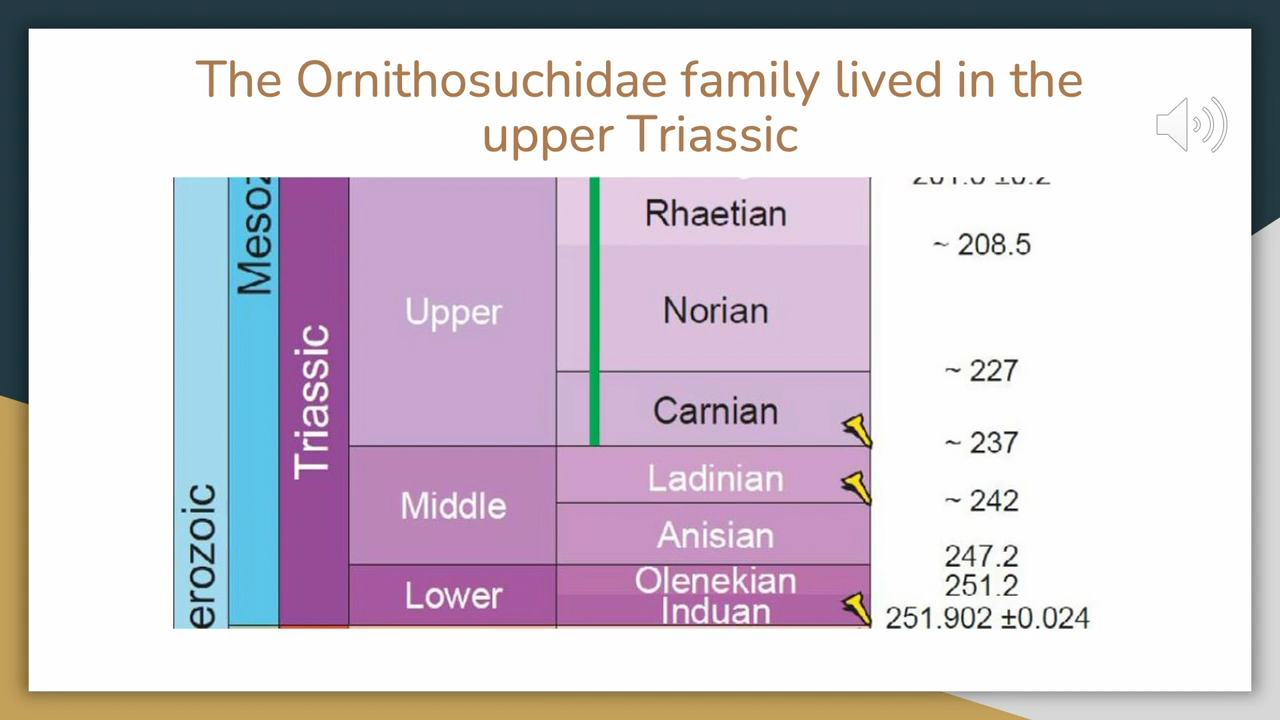 The Ornithosuchidae family lived in the
upper Triassic
erozoic
Mesoz
Triassic
Upper
Middle
Lower
Rhaetian
Norian
Carnian
Ladinian
Anisian
Olenekian
Induan
~ 208.5
~ 227
~ 237
~ 242
247.2
251.2
251.902 ±0.024